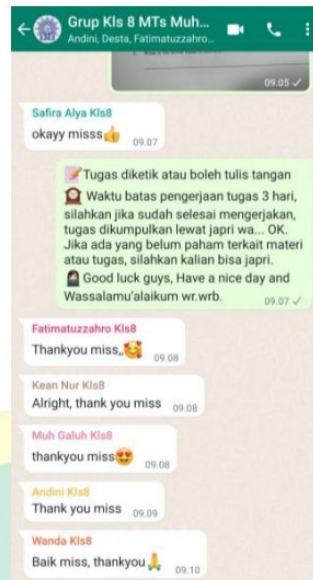 Grup Kls 8 MTs Muh...
Andini, Desta, Fatimatuzzahro...
09.05
Safira Alya Kls8
okayy misss👍
09.07
📝Tugas diketik atau boleh tulis tangan
🕰️ Waktu batas pengerjaan tugas 3 hari,
silahkan jika sudah selesai mengerjakan,
tugas dikumpulkan lewat japri wa... OK.
Jika ada yang belum paham terkait materi
atau tugas, silahkan kalian bisa japri.
👩‍🎓 Good luck guys, Have a nice day and
Wassalamu’alaikum wr.wrb.
09.07
Fatimatuzzahro Kls8
Thankyou miss,,🥰
09.08
Kean Nur Kls8
Alright, thank you miss 09.08
Muh Galuh Kls8
thankyou miss😍
09.08
Andini Kls8
Thank you miss 09.09
Wanda Kls8
Baik miss, thankyou🙏
09.10